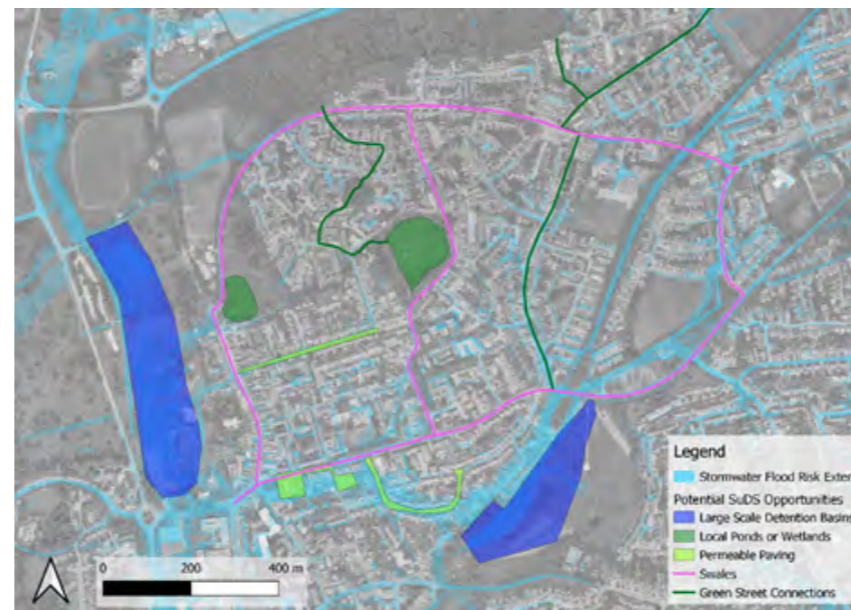 Legend
Stormwater Flood Risk Exten
Potential SuDS Opportunities
Large Scale Detention Basins
Local Ponds or Wetlands
Permeable Paving
Swales
Green Street Connections
0 200 400 m